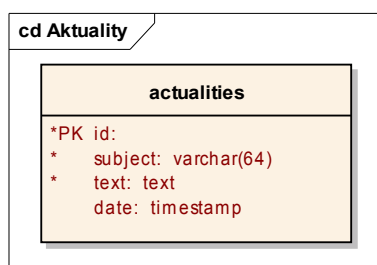 cd Aktuality
actualities
*PK id:
* subject: varchar(64)
* text: text
date: timestamp